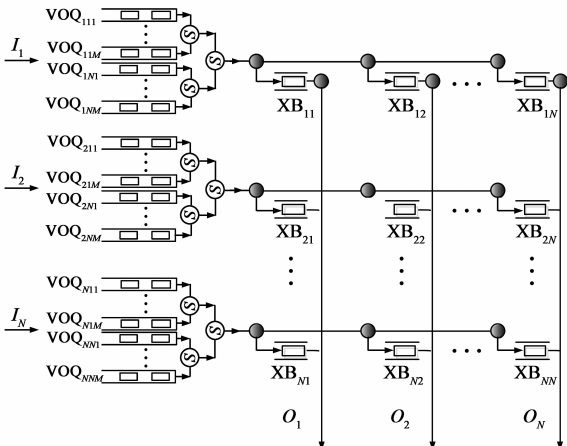 VOQ₁₁₁
I₁
VOQ₁₁M
VOQ₁N₁
VOQ₁NM
S
S
S
XB₁₁
XB₁₂
XB₁N
VOQ₂₁₁
I₂
VOQ₂₁M
VOQ₂N₁
VOQ₂NM
S
S
S
XB₂₁
XB₂₂
XB₂N
VOQN₁₁
IN
VOQN₁M
VOQNN₁
VOQNNM
S
S
S
XBN₁
XBN₂
XBNN
O₁
O₂
ON